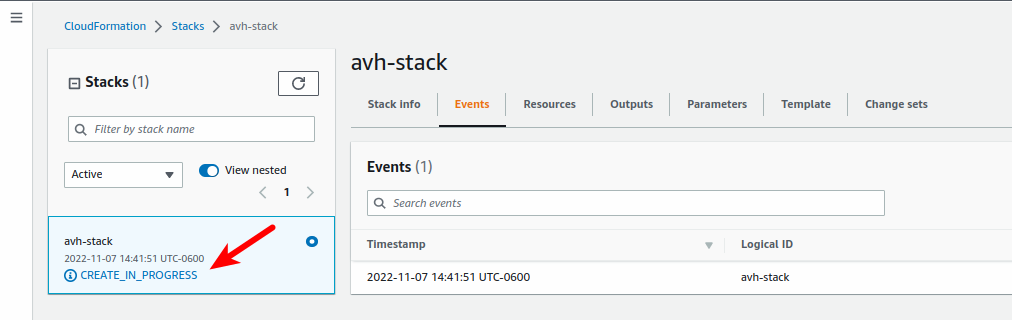 CloudFormation > Stacks > avh-stack
Stacks (1)
Filter by stack name
Active
View nested
1
avh-stack
2022-11-07 14:41:51 UTC-0600
CREATE_IN_PROGRESS
avh-stack
Stack info
Events
Resources
Outputs
Parameters
Template
Change sets
Events (1)
Search events
Timestamp
Logical ID
2022-11-07 14:41:51 UTC-0600
avh-stack